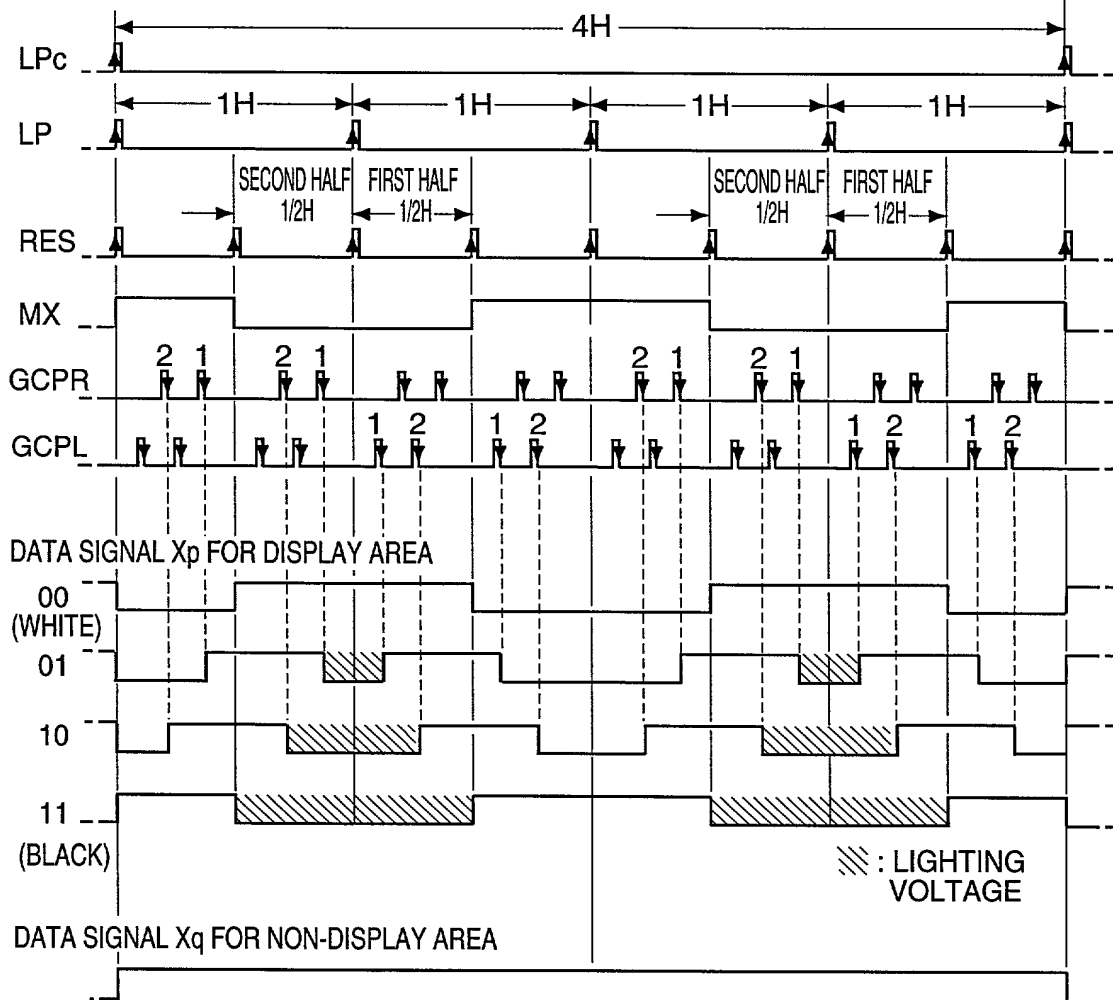 4H
LPc
1H 1H 1H 1H
LP
SECOND HALF FIRST HALF SECOND HALF FIRST HALF
1/2H 1/2H 1/2H 1/2H
RES
MX
2 1 2 1 2 1 2 1
GCPR
1 2 1 2 1 2 1 2
GCPL
DATA SIGNAL Xp FOR DISPLAY AREA
00
(WHITE)
01
10
11
(BLACK)
: LIGHTING
VOLTAGE
DATA SIGNAL Xq FOR NON-DISPLAY AREA